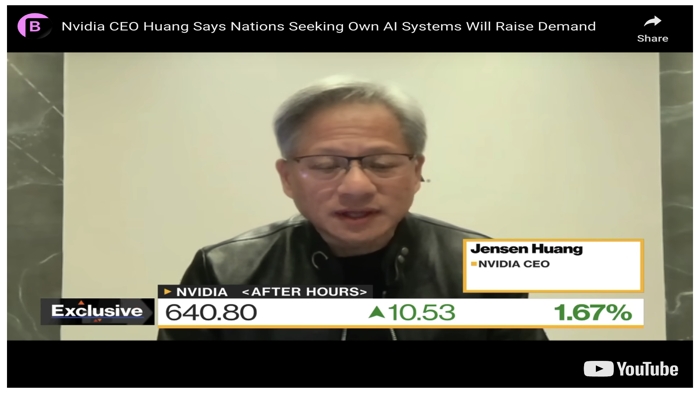 B
Nvidia CEO Huang Says Nations Seeking Own AI Systems Will Raise Demand
Share
Jensen Huang
NVIDIA CEO
NVIDIA <AFTER HOURS>
Exclusive
640.80 ▲10.53 1.67%
YouTube